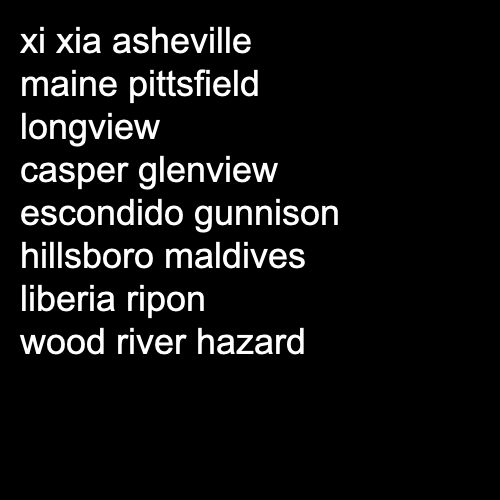 xi xia asheville
maine pittsfield
longview
casper glenview
escondido gunnison
hillsboro maldives
liberia ripon
wood river hazard